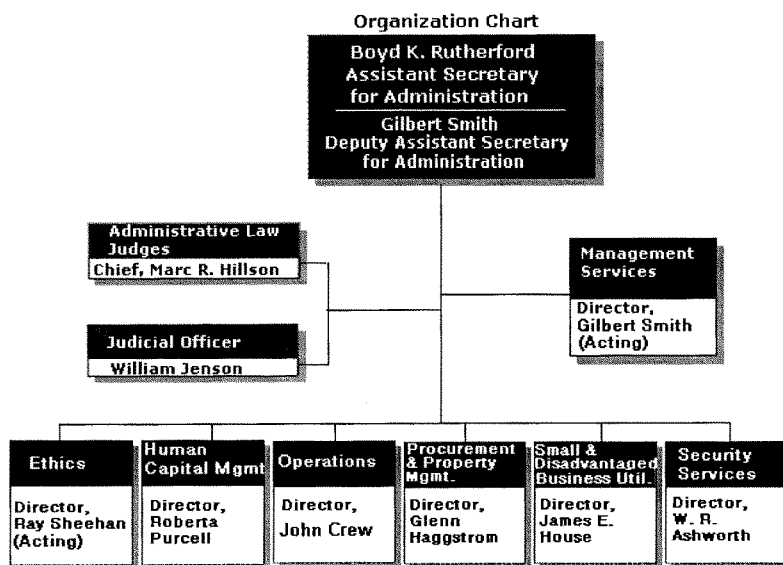 Organization Chart
Boyd K. Rutherford
Assistant Secretary
for Administration
Gilbert Smith
Deputy Assistant Secretary
for Administration
Administrative Law
Judges
Chief, Marc R. Hillson
Management
Services
Director,
Gilbert Smith
(Acting)
Judicial Officer
William Jenson
Ethics
Director,
Ray Sheehan
(Acting)
Human
Capital Mgmt
Director,
Roberta
Purcell
Operations
Director,
John Crew
Procurement
& Property
Mgmt.
Director,
Glenn
Haggstrom
Small &
Disadvantaged
Business Util.
Director,
James E.
House
Security
Services
Director,
W. R.
Ashworth